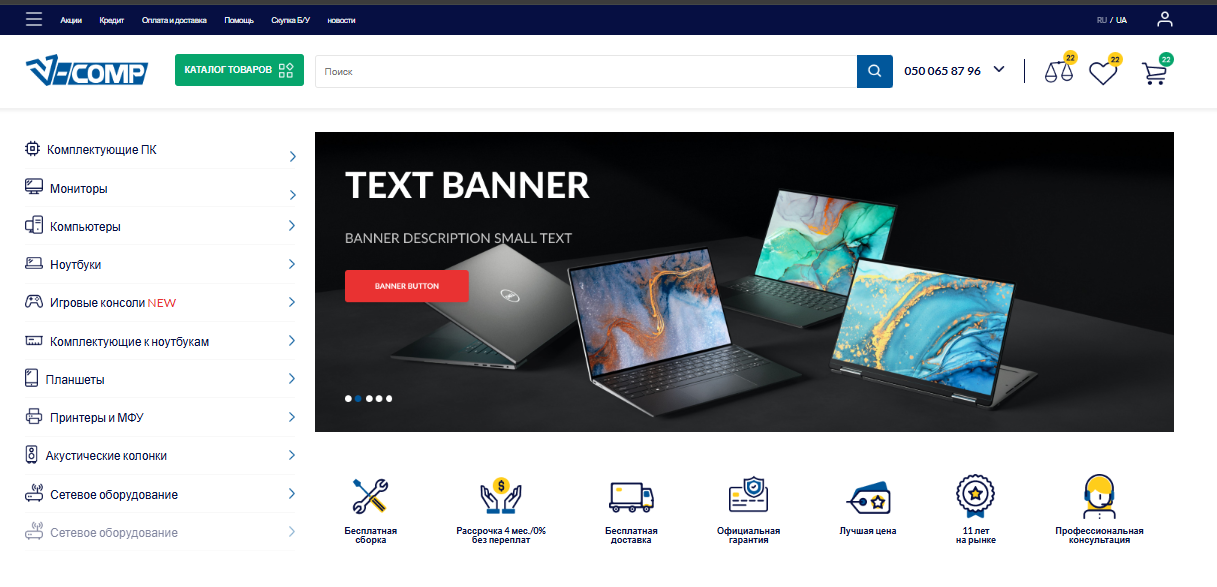 Акции Кредит Оплата и доставка Помощь Скупка Б/У новости RU / UA
V-COMP КАТАЛОГ ТОВАРОВ Поиск 050 065 87 96 22 22 22
Комплектующие ПК
Мониторы
Компьютеры
Ноутбуки
Игровые консоли NEW
Комплектующие к ноутбукам
Планшеты
Принтеры и МФУ
Акустические колонки
Сетевое оборудование
Сетевое оборудование
TEXT BANNER
BANNER DESCRIPTION SMALL TEXT
BANNER BUTTON
Бесплатная
сборка
Рассрочка 4 мес./0%
без переплат
Бесплатная
доставка
Официальная
гарантия
Лучшая цена
11 лет
на рынке
Профессиональная
консультация